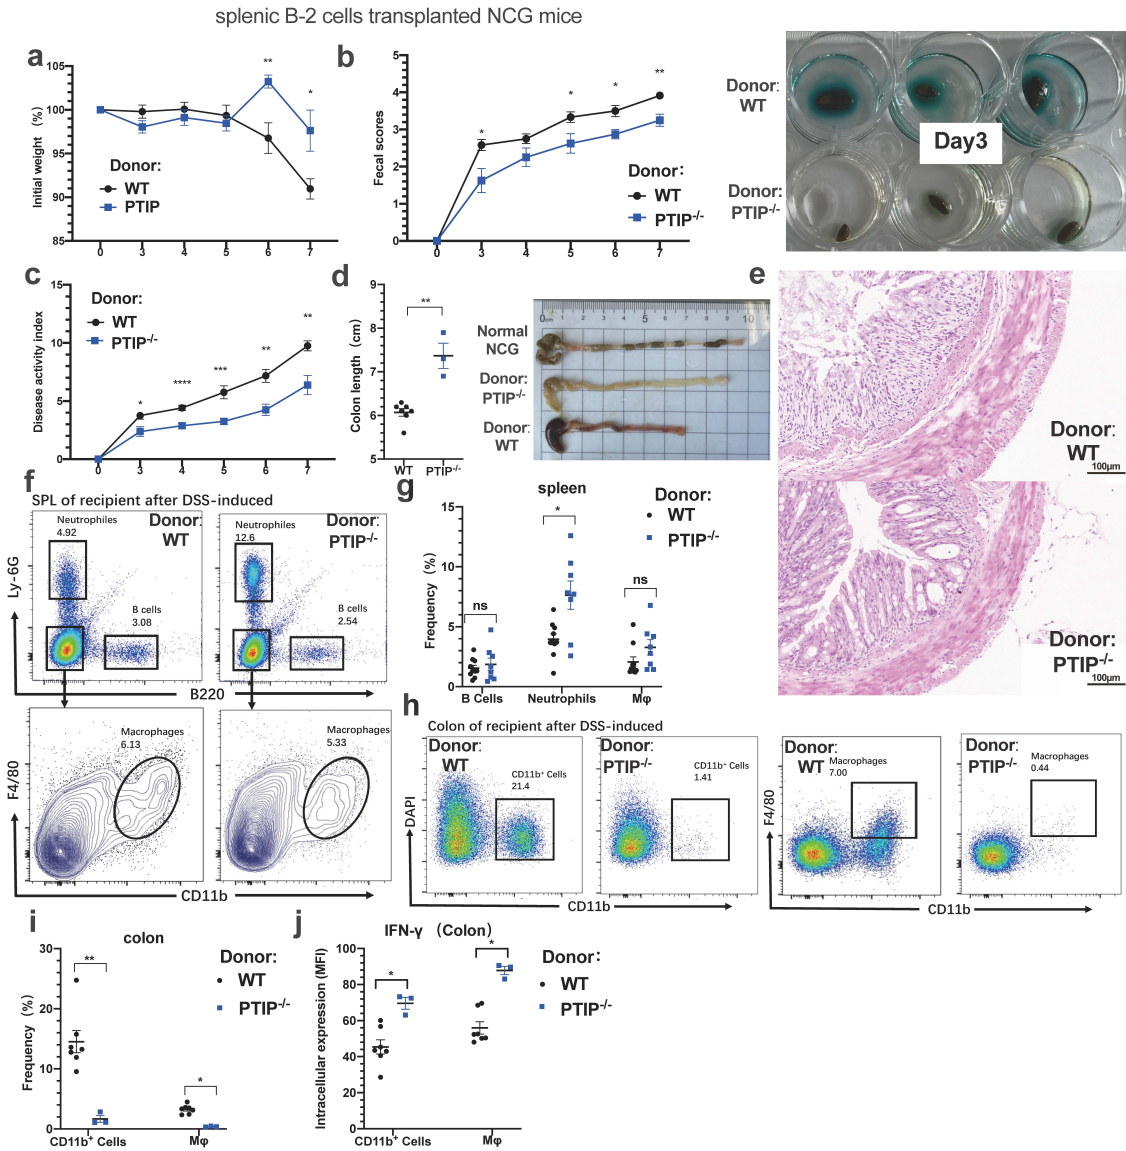 splenic B-2 cells transplanted NCG mice
a
105
100
95
90
85
Initial weight (%)
**
*
Donor:
WT
PTIP
0 3 4 5 6 7
b
5
4
3
2
1
0
Fecal scores
*
*
*
**
Donor:
WT
PTIP-/-
0 3 4 5 6 7
Donor:
WT
Donor:
PTIP-/-
Day3
c
15
10
5
0
Disease activity index
Donor:
WT
PTIP-/-
*
****
***
**
**
0 3 4 5 6 7
d
9
8
7
6
5
Colon length (cm)
**
WT PTIP-/-
0cm 5 10
Normal
NCG
Donor:
PTIP-/-
Donor:
WT
e
Donor:
WT
100μm
Donor:
PTIP-/-
100μm
f
SPL of recipient after DSS-induced
Neutrophiles
4.92
Donor:
WT
B cells
3.08
Neutrophiles
12.6
Donor:
PTIP-/-
B cells
2.54
Ly-6G
B220
Macrophages
6.13
Macrophages
5.33
F4/80
CD11b
g
spleen
15
10
5
0
Frequency (%)
ns
*
ns
Donor:
WT
PTIP-/-
B Cells Neutrophils Mφ
h
Colon of recipient after DSS-induced
Donor:
WT
CD11b+ Cells
21.4
Donor:
PTIP-/-
CD11b+ Cells
1.41
DAPI
CD11b
Donor:
WT
Macrophages
7.00
Donor:
PTIP-/-
Macrophages
0.44
F4/80
CD11b
i
colon
30
20
10
0
Frequency (%)
**
*
Donor:
WT
PTIP-/-
CD11b+ Cells Mφ
j
IFN-γ (Colon)
100
80
60
40
20
0
Intracellular expression (MFI)
*
*
Donor:
WT
PTIP-/-
CD11b+ Cells Mφ